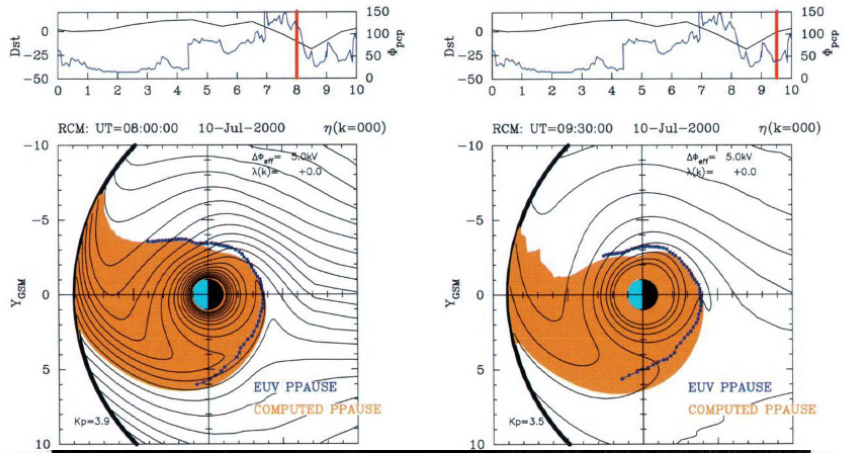 Dst
0
-25
-50
150
100
50
0
Φpcp
0 1 2 3 4 5 6 7 8 9 10
RCM: UT=08:00:00 10-Jul-2000 η(k=000)
ΔΦeff= 5.0kV
λ(k)= +0.0
-10
-5
0
5
10
YGSM
EUV PPAUSE
COMPUTED PPAUSE
Kp=3.9
Dst
0
-25
-50
150
100
50
0
Φpcp
0 1 2 3 4 5 6 7 8 9 10
RCM: UT=09:30:00 10-Jul-2000 η(k=000)
ΔΦeff= 5.0kV
λ(k)= +0.0
-10
-5
0
5
10
YGSM
EUV PPAUSE
COMPUTED PPAUSE
Kp=3.5